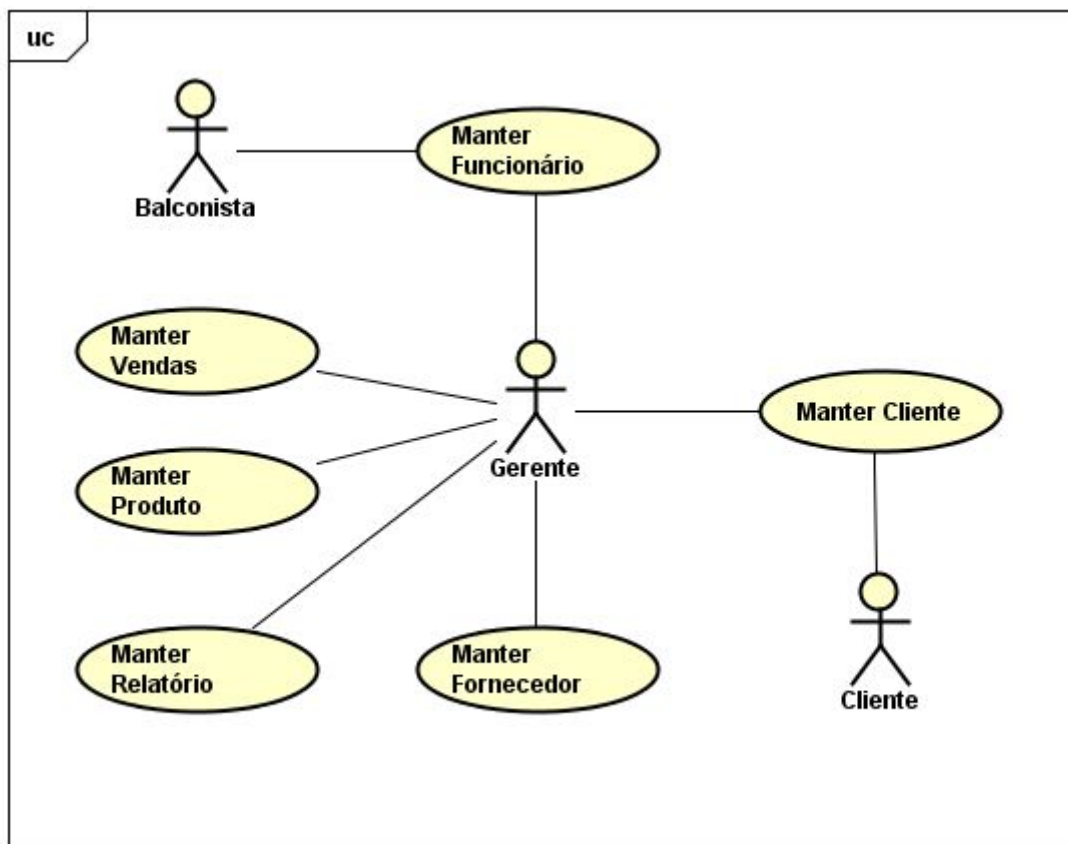 uc
Manter
Funcionário
Balconista
Manter
Vendas
Manter Cliente
Gerente
Manter
Produto
Manter
Relatório
Manter
Fornecedor
Cliente